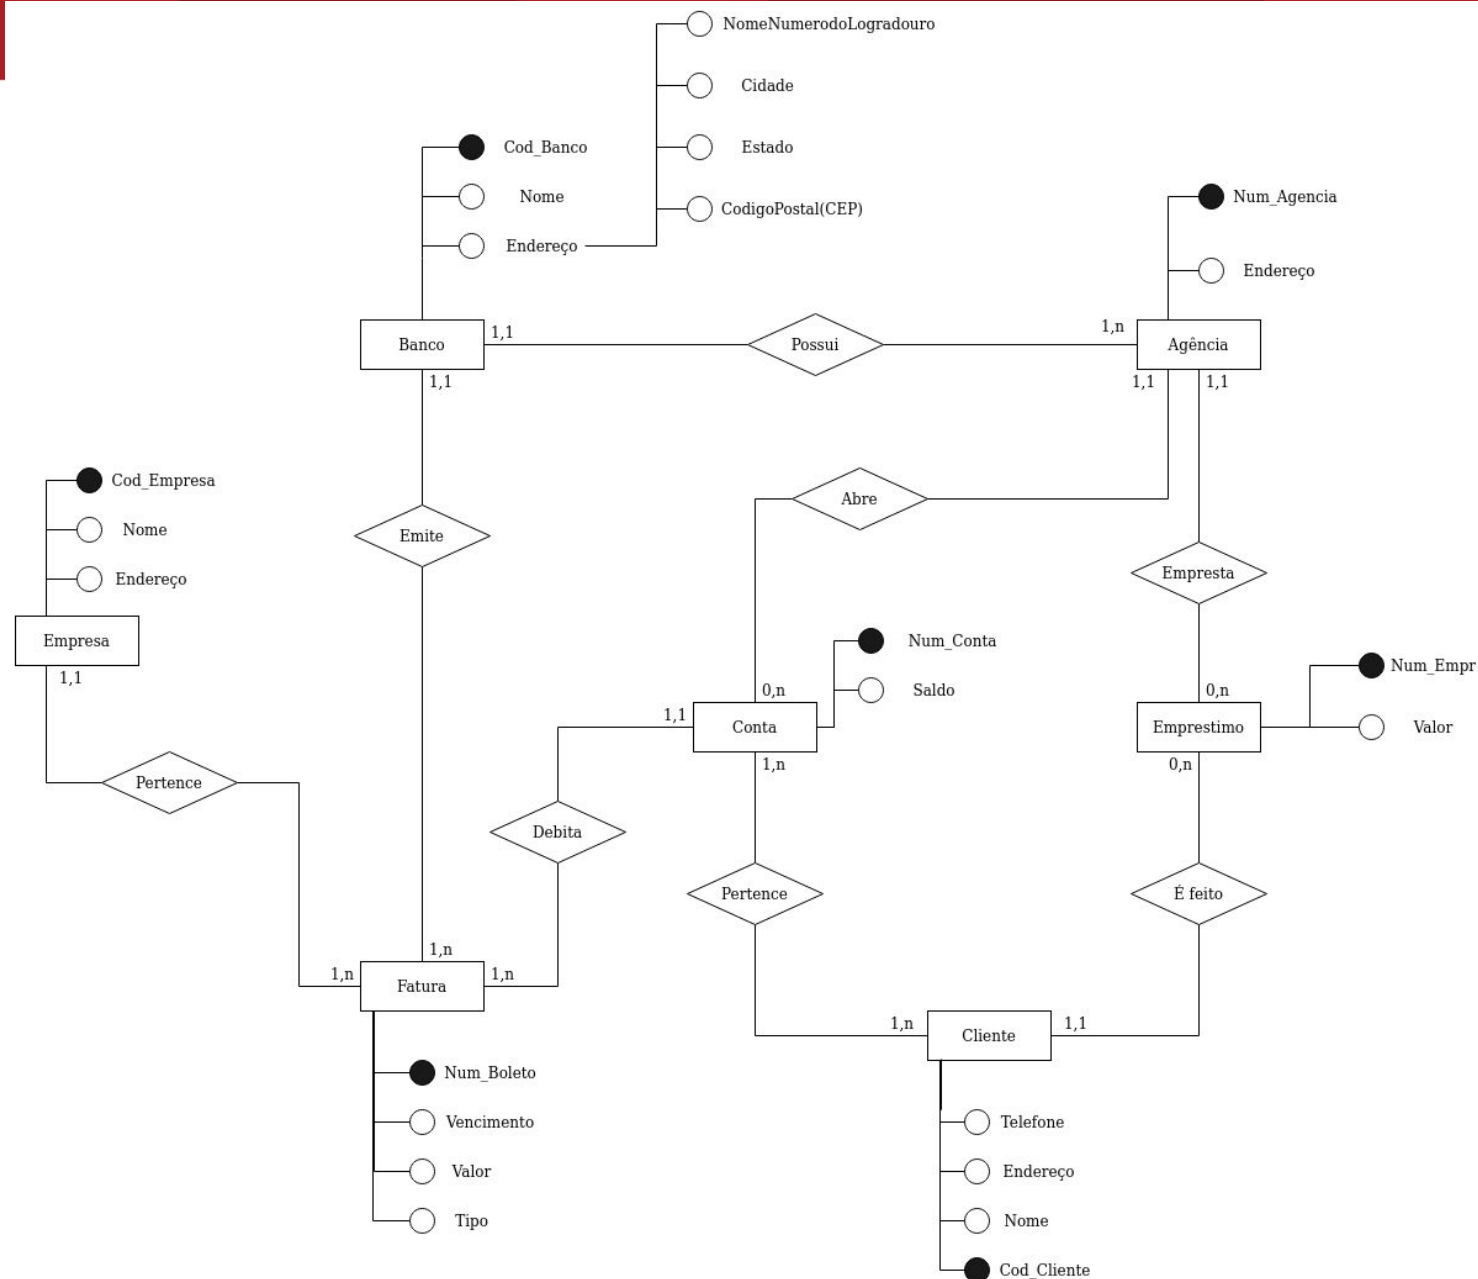 NomeNumerodoLogradouro
Cidade
Cod_Banco
Estado
Nome
Num_Agencia
CodigoPostal(CEP)
Endereço
Endereço
1,1
1,n
Banco
Possui
Agência
1,1
1,1
1,1
Cod_Empresa
Abre
Nome
Emite
Empresta
Endereço
Empresa
Num_Conta
1,1
Num_Empr
0,n
Saldo
0,n
1,1
Conta
Emprestimo
Valor
1,n
0,n
Pertence
Debita
Pertence
É feito
1,n
1,n
1,n
Fatura
1,n
1,1
Cliente
Num_Boleto
Vencimento
Telefone
Valor
Endereço
Tipo
Nome
Cod_Cliente